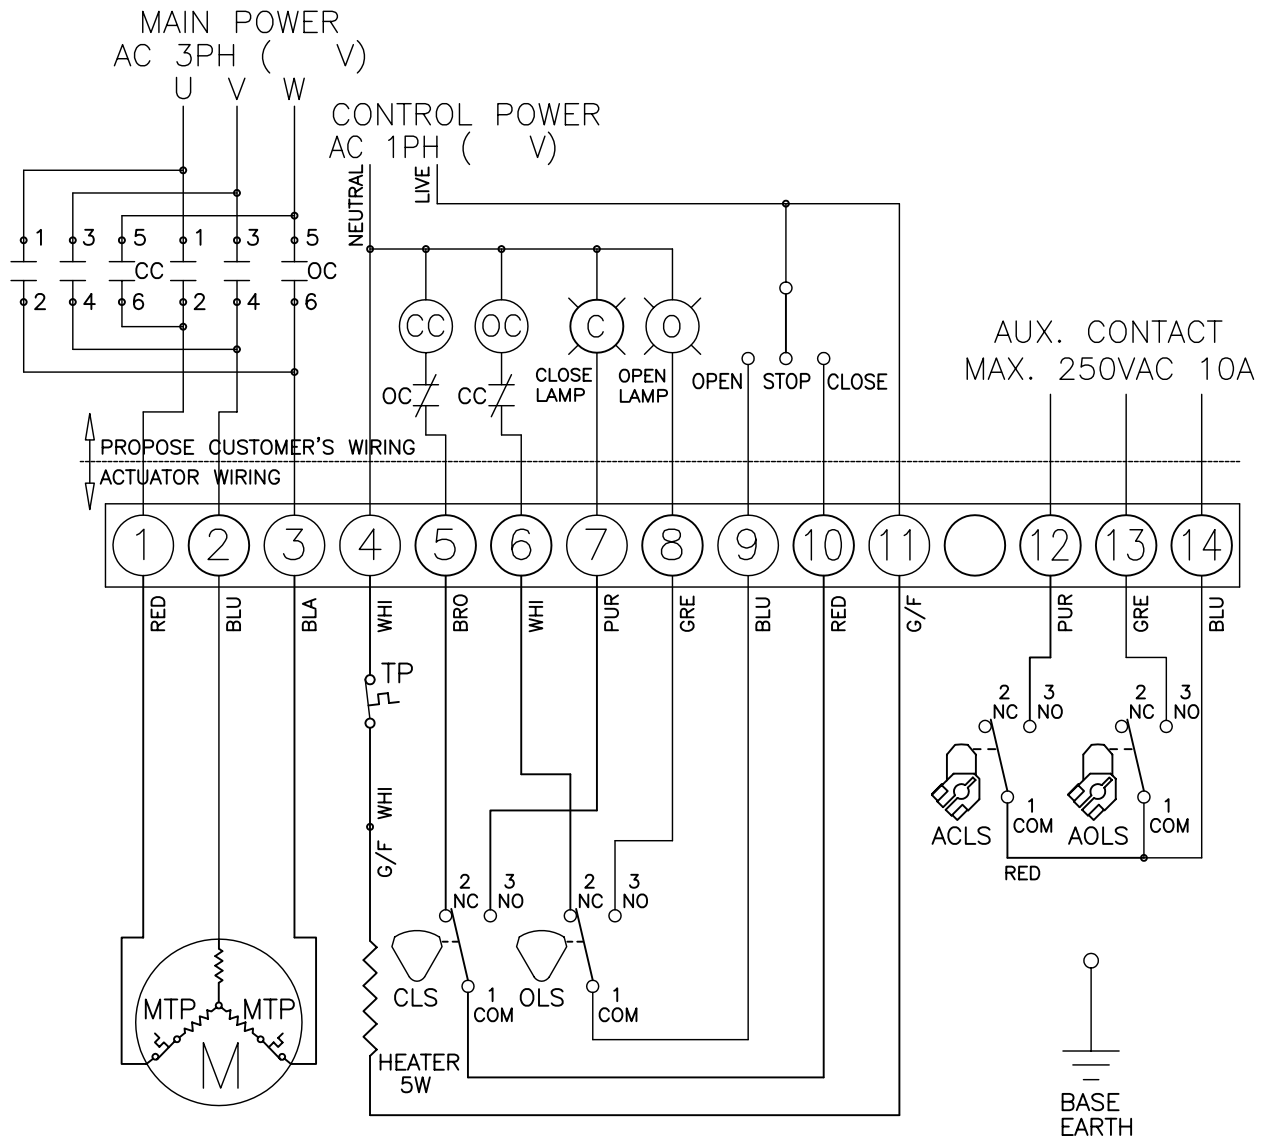 MAIN POWER
AC 3PH (     V)
U V W
CONTROL POWER
AC 1PH (     V)
NEUTRAL
LIVE
1 3 5 1 3 5
CC OC
2 4 6 2 4 6
CC OC C O
CLOSE LAMP
OPEN LAMP
OC CC
OPEN STOP CLOSE
AUX. CONTACT
MAX. 250VAC 10A
PROPOSE CUSTOMER'S WIRING
ACTUATOR WIRING
1 2 3 4 5 6 7 8 9 10 11 12 13 14
RED BLU BLA WHI BRO WHI PUR GRE BLU RED G/F PUR GRE BLU
TP
2 3 2 3
NC NO NC NO
WHI
G/F
1 1
COM COM
ACLS AOLS
RED
2 3 2 3
NC NO NC NO
CLS OLS
1 1
COM COM
MTP MTP
M
HEATER
5W
BASE
EARTH